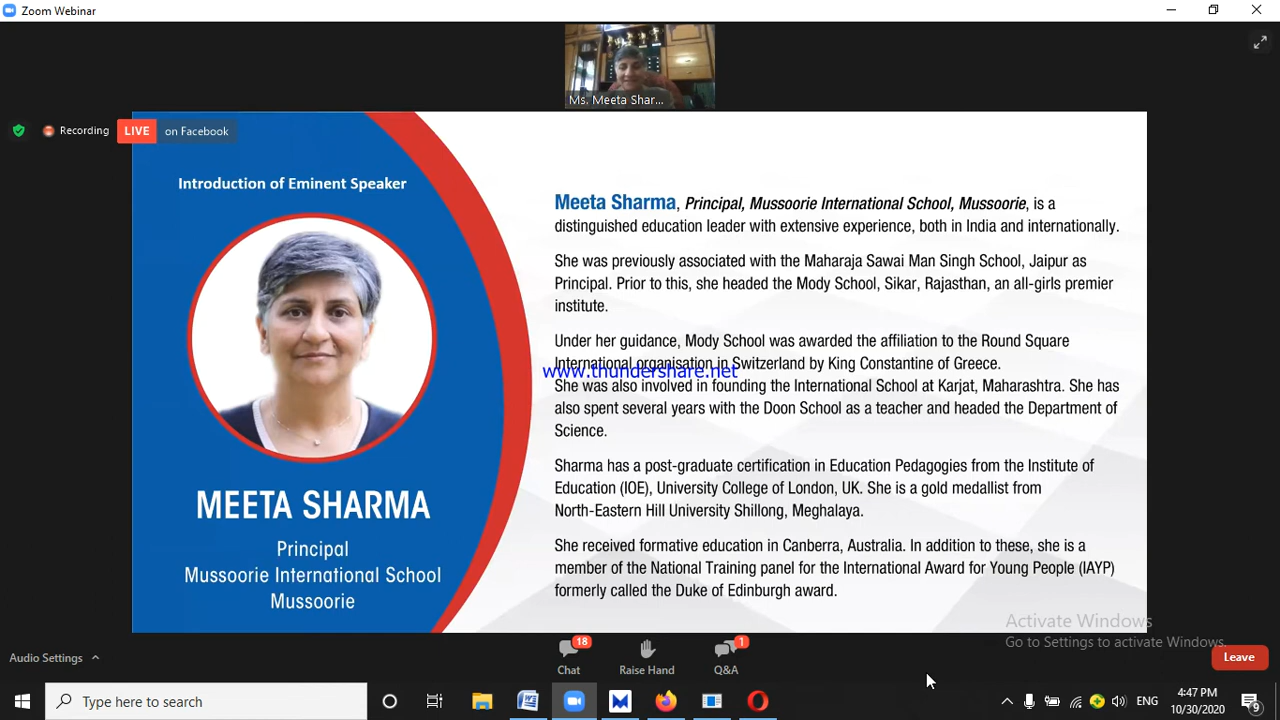 Zoom Webinar
Ms. Meeta Shar...
Recording
LIVE on Facebook
Introduction of Eminent Speaker
MEETA SHARMA
Principal
Mussoorie International School
Mussoorie
Meeta Sharma, Principal, Mussoorie International School, Mussoorie, is a
distinguished education leader with extensive experience, both in India and internationally.
She was previously associated with the Maharaja Sawai Man Singh School, Jaipur as
Principal. Prior to this, she headed the Mody School, Sikar, Rajasthan, an all-girls premier
institute.
Under her guidance, Mody School was awarded the affiliation to the Round Square
International organisation in Switzerland by King Constantine of Greece.
www.thundershare.net
She was also involved in founding the International School at Karjat, Maharashtra. She has
also spent several years with the Doon School as a teacher and headed the Department of
Science.
Sharma has a post-graduate certification in Education Pedagogies from the Institute of
Education (IOE), University College of London, UK. She is a gold medallist from
North-Eastern Hill University Shillong, Meghalaya.
She received formative education in Canberra, Australia. In addition to these, she is a
member of the National Training panel for the International Award for Young People (IAYP)
formerly called the Duke of Edinburgh award.
Activate Windows
Go to Settings to activate Windows.
Audio Settings
18
Chat
Raise Hand
1
Q&A
Leave
Type here to search
ENG
4:47 PM
10/30/2020
9